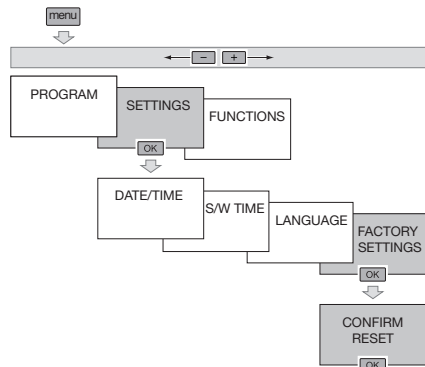 menu
− +
PROGRAM
SETTINGS
FUNCTIONS
OK
DATE/TIME
S/W TIME
LANGUAGE
FACTORY
SETTINGS
OK
CONFIRM
RESET
OK